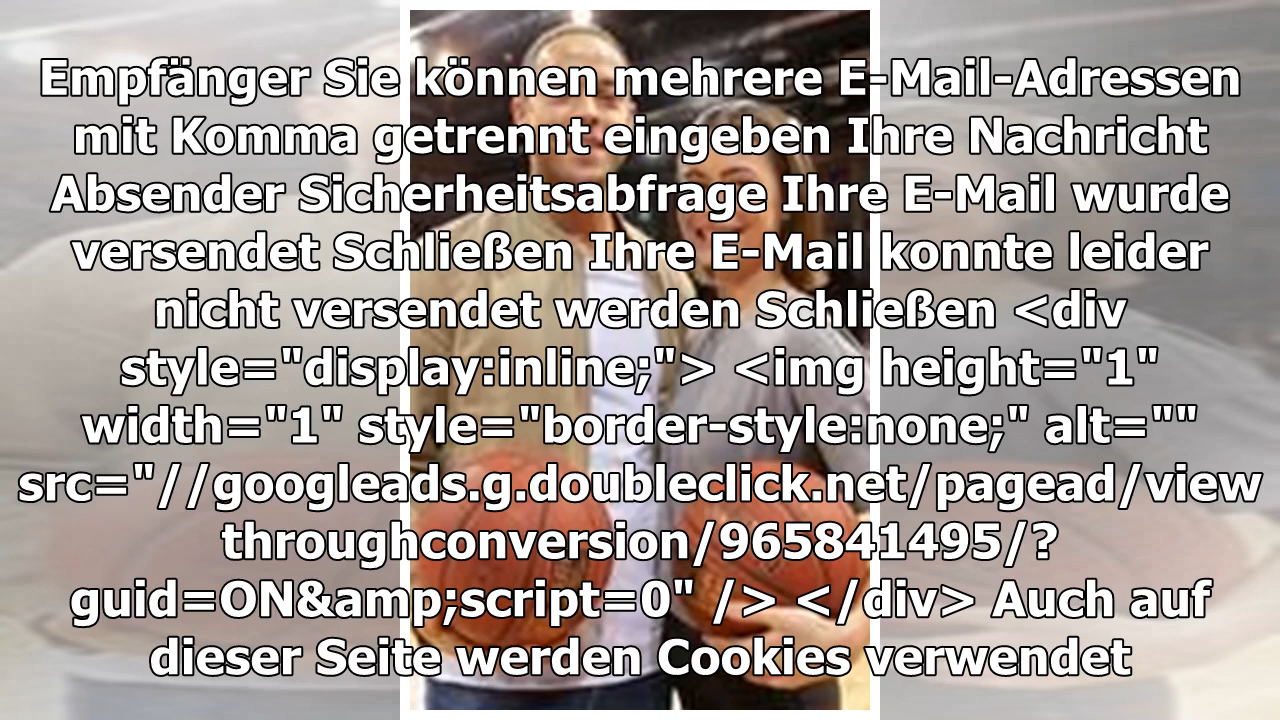 Empfänger Sie können mehrere E-Mail-Adressen
mit Komma getrennt eingeben Ihre Nachricht
Absender Sicherheitsabfrage Ihre E-Mail wurde
versendet Schließen Ihre E-Mail konnte leider
nicht versendet werden Schließen <div
style="display:inline;"> <img height="1"
width="1" style="border-style:none;" alt=""
src="//googleads.g.doubleclick.net/pagead/view
throughconversion/965841495/?
guid=ON&amp;script=0" /> </div> Auch auf
dieser Seite werden Cookies verwendet